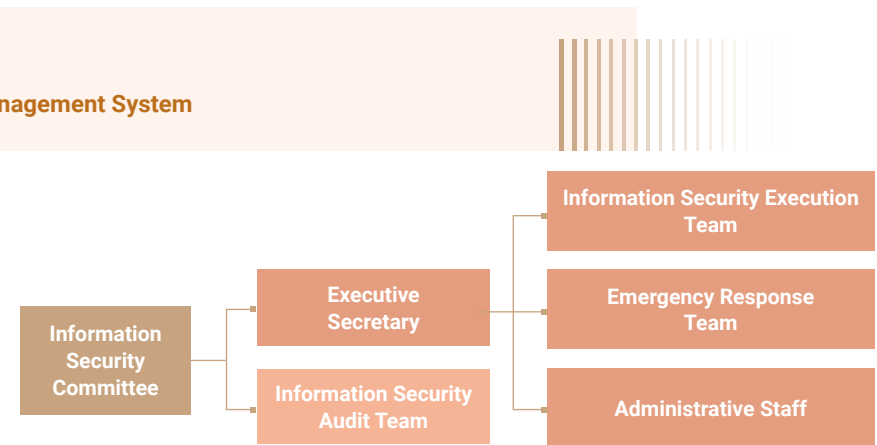 nagement System
Information Security Execution
Team
Executive
Secretary
Emergency Response
Team
Information
Security
Committee
Information Security
Audit Team
Administrative Staff